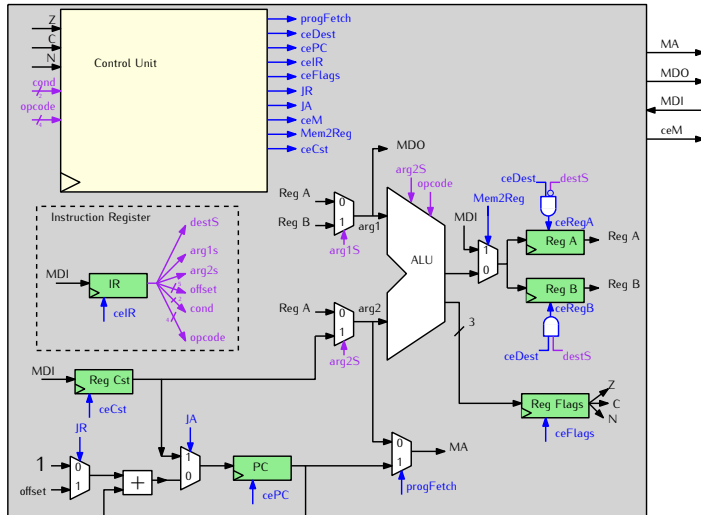 Z
C
N
cond
2
opcode
4
Control Unit
progFetch
ceDest
cePC
ceIR
ceFlags
JR
JA
ceM
Mem2Reg
ceCst
MA
MDO
MDI
ceM
MDO
arg2S
opcode
Reg A
0
Reg B
1
arg1
arg1S
ALU
Mem2Reg
MDI
1
0
ceDest
destS
ceRegA
Reg A
Reg A
Reg B
Reg B
ceRegB
ceDest
destS
Instruction Register
MDI
IR
ceIR
destS
arg1s
arg2s
offset
cond
opcode
4
Reg A
0
1
arg2
arg2S
3
MDI
Reg Cst
ceCst
Reg Flags
ceFlags
Z
C
N
JR
1
0
offset
1
+
JA
1
0
PC
cePC
0
1
MA
progFetch